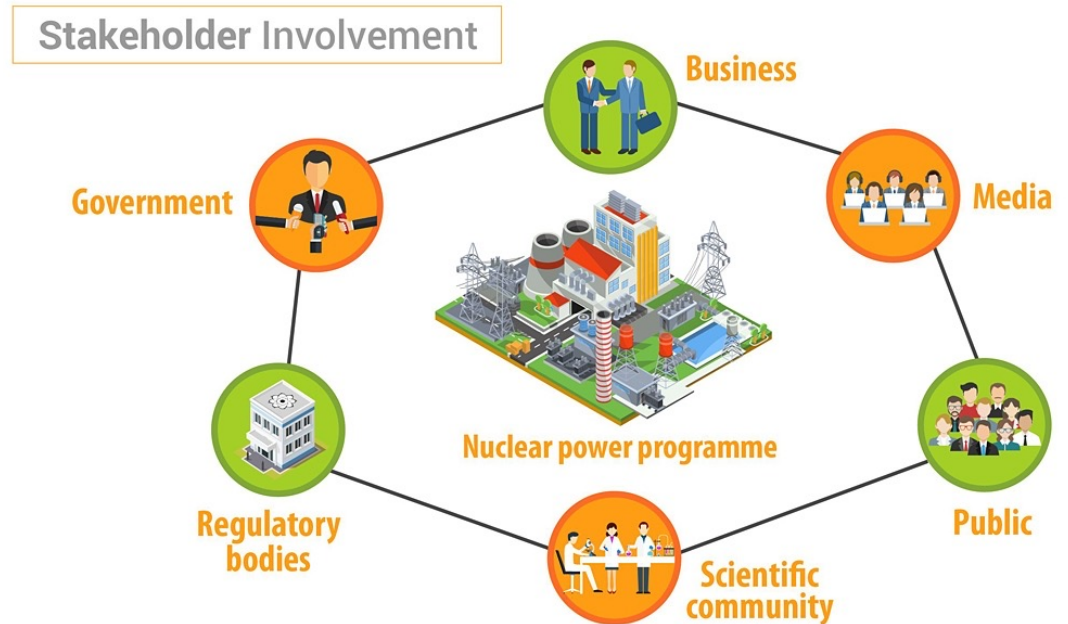 Stakeholder Involvement
Business
Government
Media
Nuclear power programme
Regulatory
bodies
Public
Scientific
community